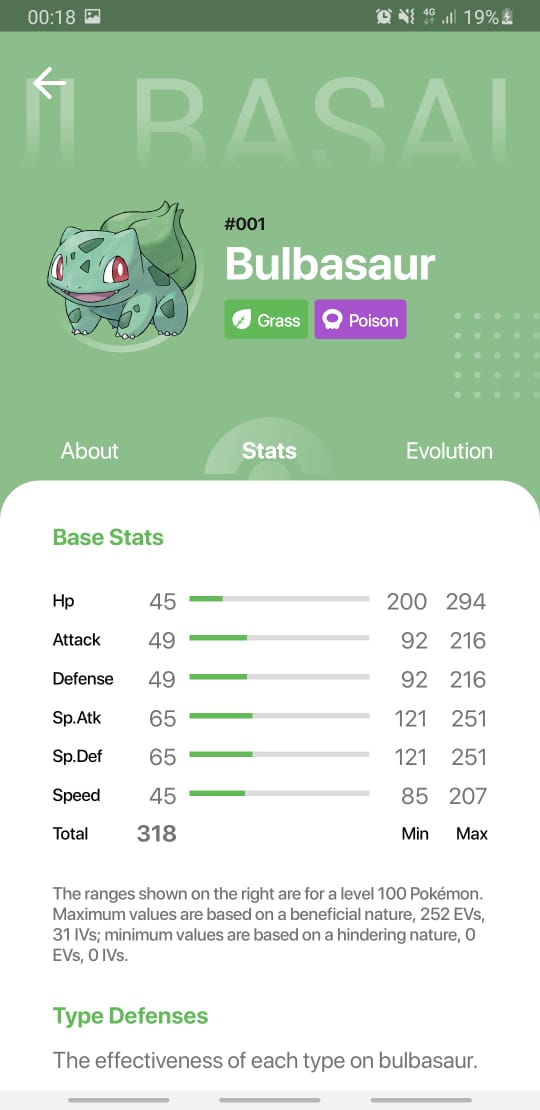 00:18 4G 19%
UL BASAU
#001
Bulbasaur
Grass Poison
About Stats Evolution
Base Stats
Hp 45 200 294
Attack 49 92 216
Defense 49 92 216
Sp.Atk 65 121 251
Sp.Def 65 121 251
Speed 45 85 207
Total 318 Min Max
The ranges shown on the right are for a level 100 Pokémon.
Maximum values are based on a beneficial nature, 252 EVs,
31 IVs; minimum values are based on a hindering nature, 0
EVs, 0 IVs.
Type Defenses
The effectiveness of each type on bulbasaur.